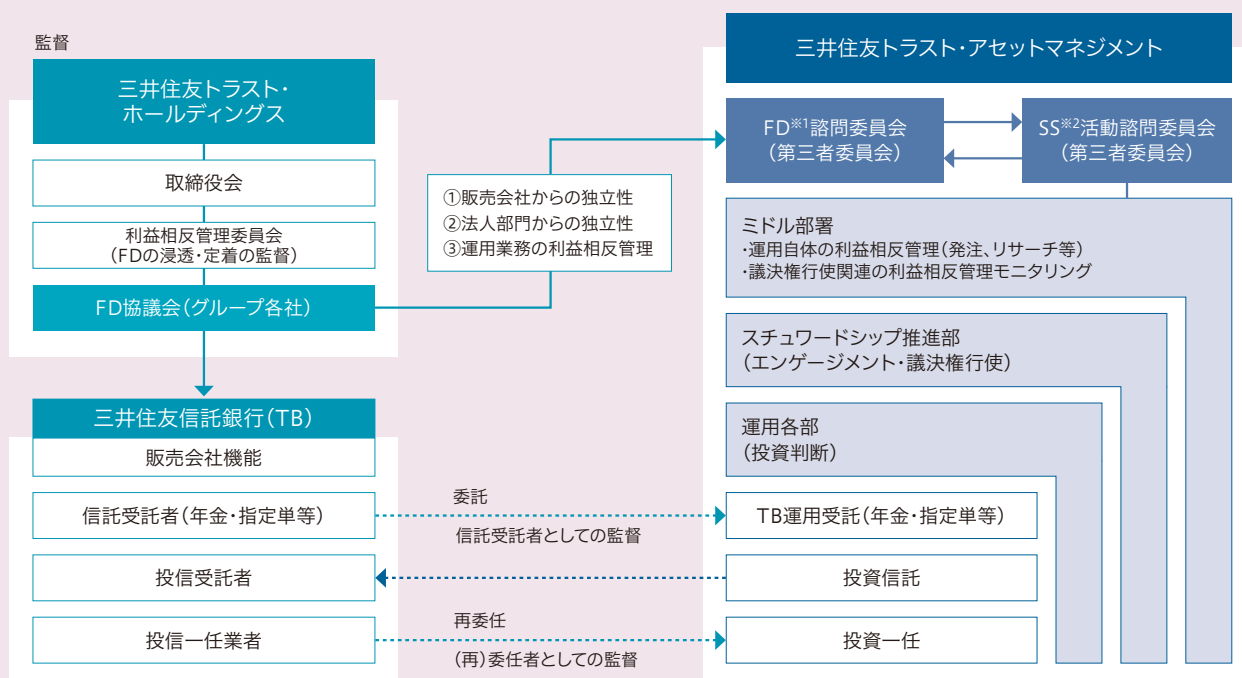 監督
三井住友トラスト・
ホールディングス
取締役会
利益相反管理委員会
(FDの浸透・定着の監督)
FD協議会(グループ各社)
①販売会社からの独立性
②法人部門からの独立性
③運用業務の利益相反管理
三井住友信託銀行(TB)
販売会社機能
信託受託者(年金・指定単等)
投信受託者
投信一任業者
委託
信託受託者としての監督
再委任
(再)委任者としての監督
三井住友トラスト・アセットマネジメント
FD※1諮問委員会
(第三者委員会)
SS※2活動諮問委員会
(第三者委員会)
ミドル部署
・運用自体の利益相反管理(発注、リサーチ等)
・議決権行使関連の利益相反管理モニタリング
スチュワードシップ推進部
(エンゲージメント・議決権行使)
運用各部
(投資判断)
TB運用受託(年金・指定単等)
投資信託
投資一任